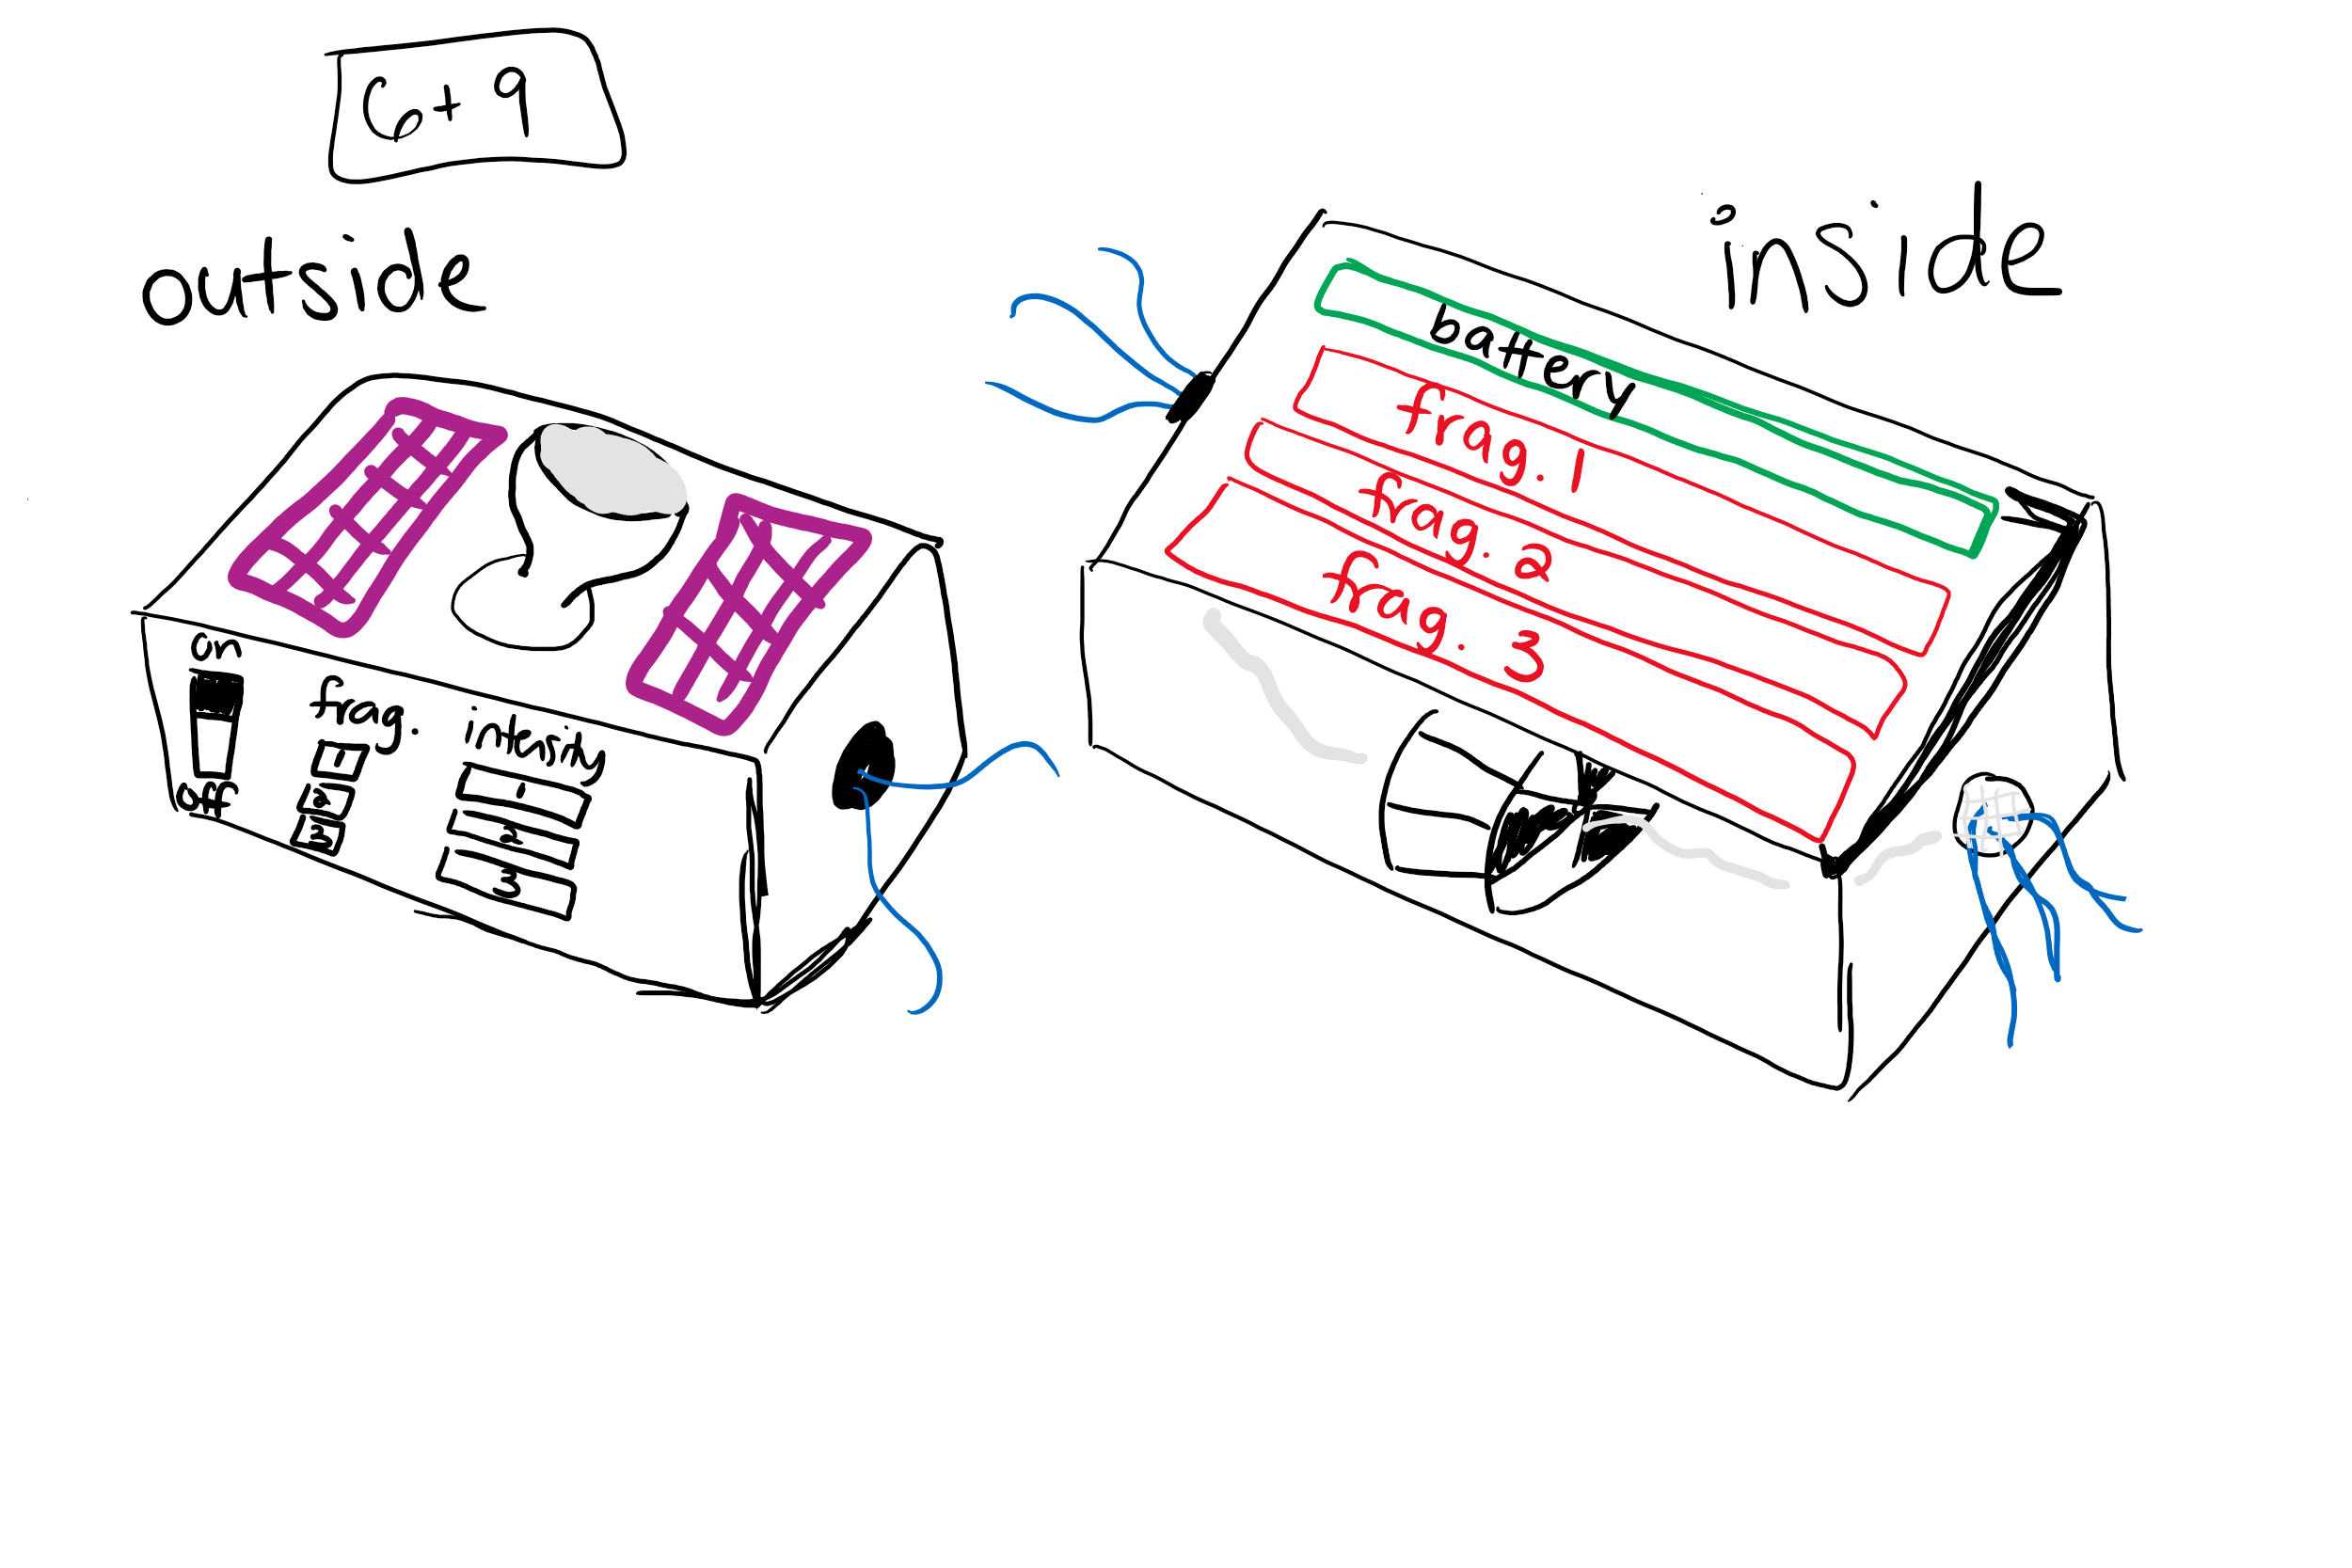 6 + 9
outside
on
off
frag.
1
2
3
intensity
1
2
3
inside
battery
frag. 1
frag. 2
frag. 3